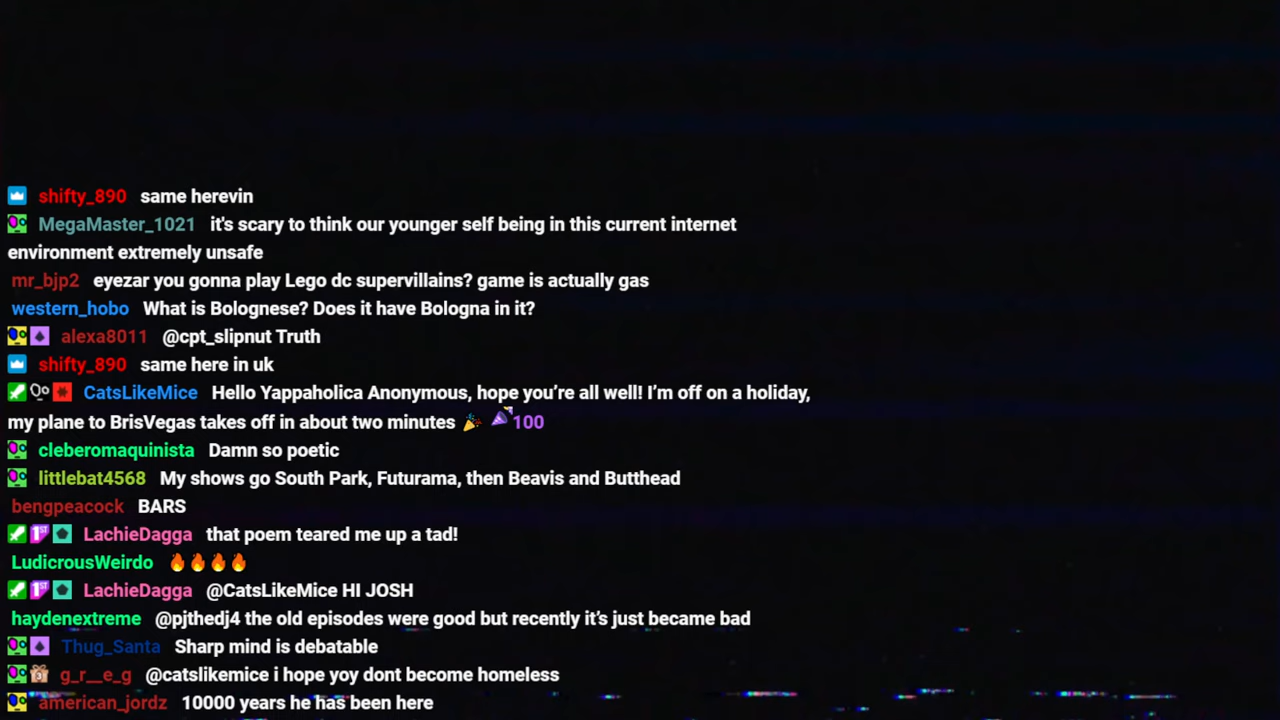 shifty_890 same herevin
MegaMaster_1021 it's scary to think our younger self being in this current internet
environment extremely unsafe
mr_bjp2 eyezar you gonna play Lego dc supervillains? game is actually gas
western_hobo What is Bolognese? Does it have Bologna in it?
alexa8011 @cpt_slipnut Truth
shifty_890 same here in uk
CatsLikeMice Hello Yappaholica Anonymous, hope you’re all well! I’m off on a holiday,
my plane to BrisVegas takes off in about two minutes 🎉 100
cleberomaquinista Damn so poetic
littlebat4568 My shows go South Park, Futurama, then Beavis and Butthead
bengpeacock BARS
1ST LachieDagga that poem teared me up a tad!
LudicrousWeirdo 🔥🔥🔥🔥
1ST LachieDagga @CatsLikeMice HI JOSH
haydenextreme @pjthedj4 the old episodes were good but recently it’s just became bad
Thug_Santa Sharp mind is debatable
g_r__e_g @catslikemice i hope yoy dont become homeless
american_jordz 10000 years he has been here